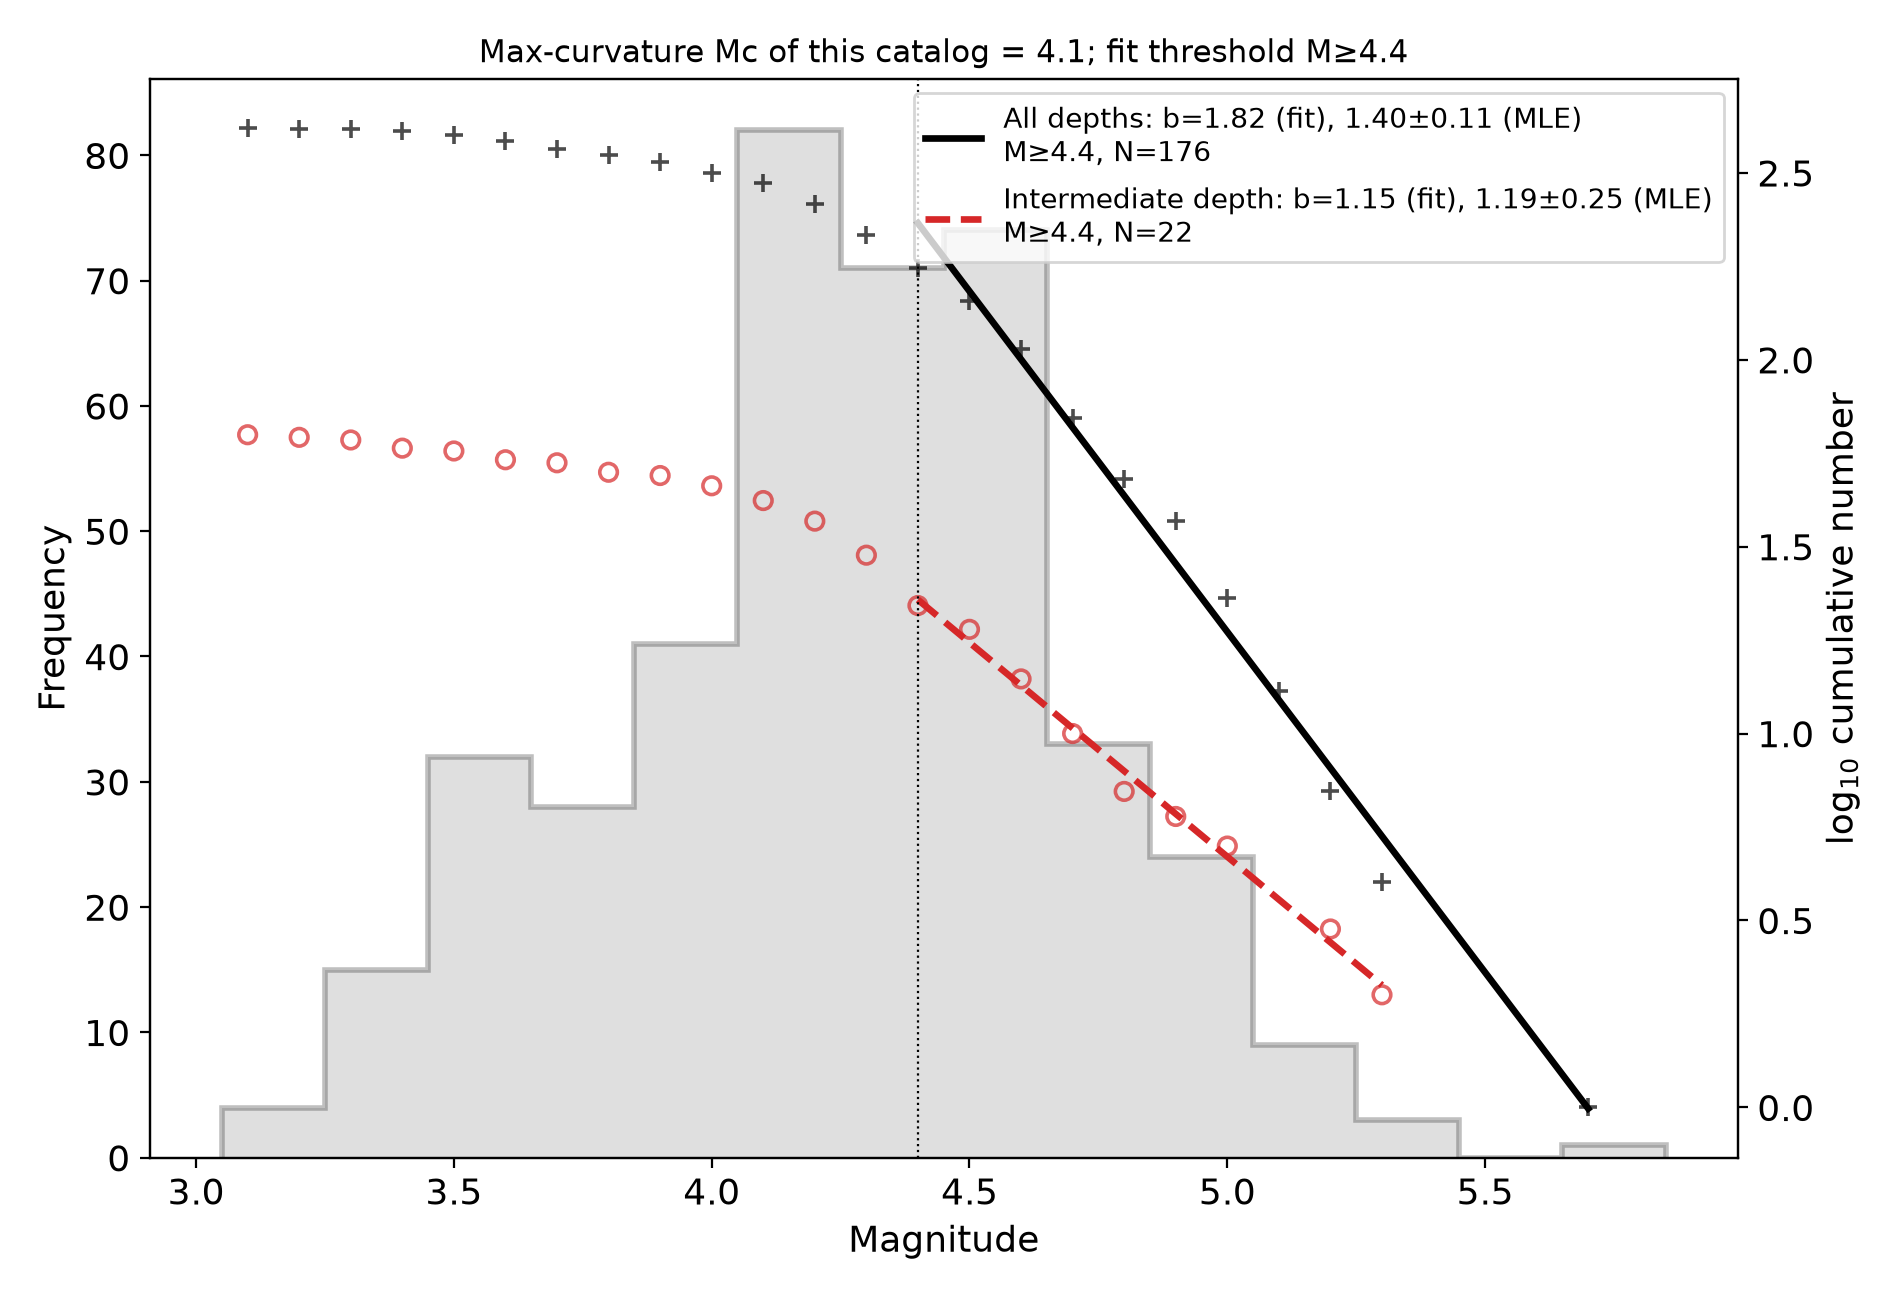 Max-curvature Mc of this catalog = 4.1; fit threshold M≥4.4
All depths: b=1.82 (fit), 1.40±0.11 (MLE)
M≥4.4, N=176
Intermediate depth: b=1.15 (fit), 1.19±0.25 (MLE)
M≥4.4, N=22
Frequency
80
70
60
50
40
30
20
10
0
2.5
2.0
1.5
1.0
0.5
0.0
log₁₀ cumulative number
3.0 3.5 4.0 4.5 5.0 5.5
Magnitude